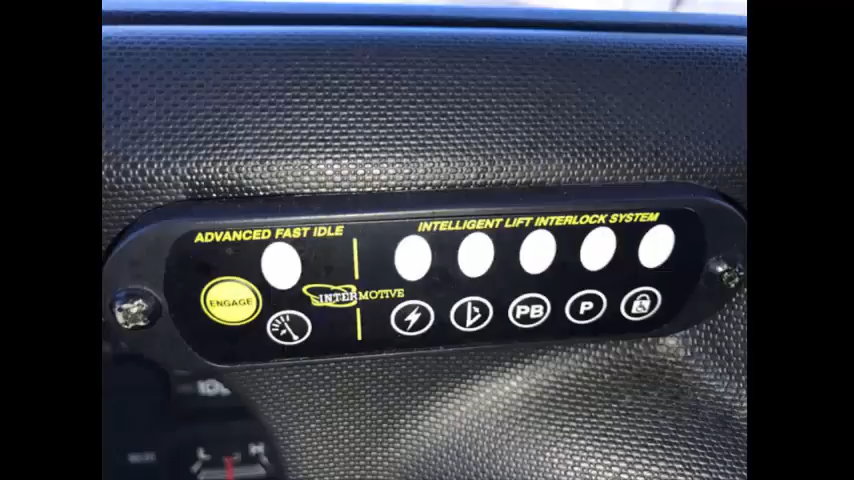 ADVANCED FAST IDLE
INTELLIGENT LIFT INTERLOCK SYSTEM
ENGAGE
INTERMOTIVE
PB
P
L H